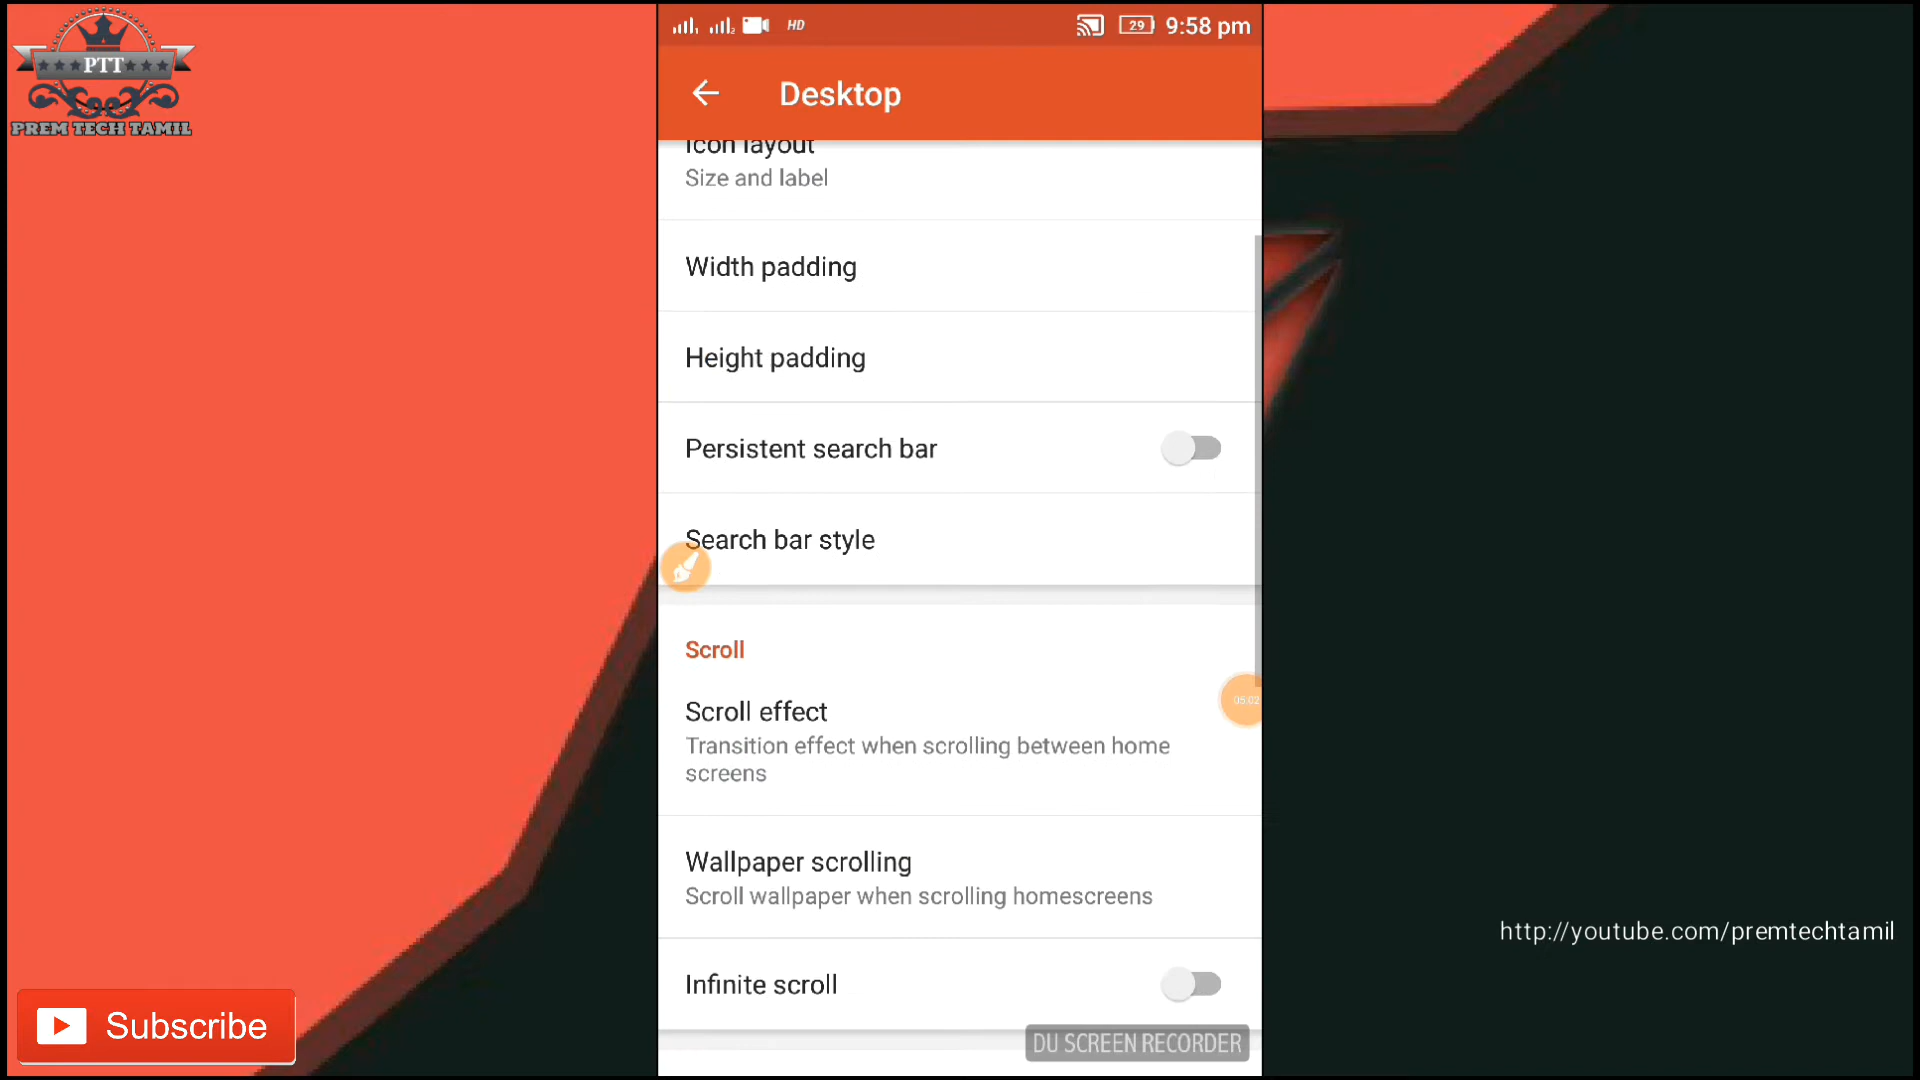 PTT
PREM TECH TAMIL
HD
29
9:58 pm
Desktop
Icon layout
Size and label
Width padding
Height padding
Persistent search bar
Search bar style
Scroll
05:02
Scroll effect
Transition effect when scrolling between home
screens
Wallpaper scrolling
Scroll wallpaper when scrolling homescreens
http://youtube.com/premtechtamil
Infinite scroll
Subscribe
DU SCREEN RECORDER